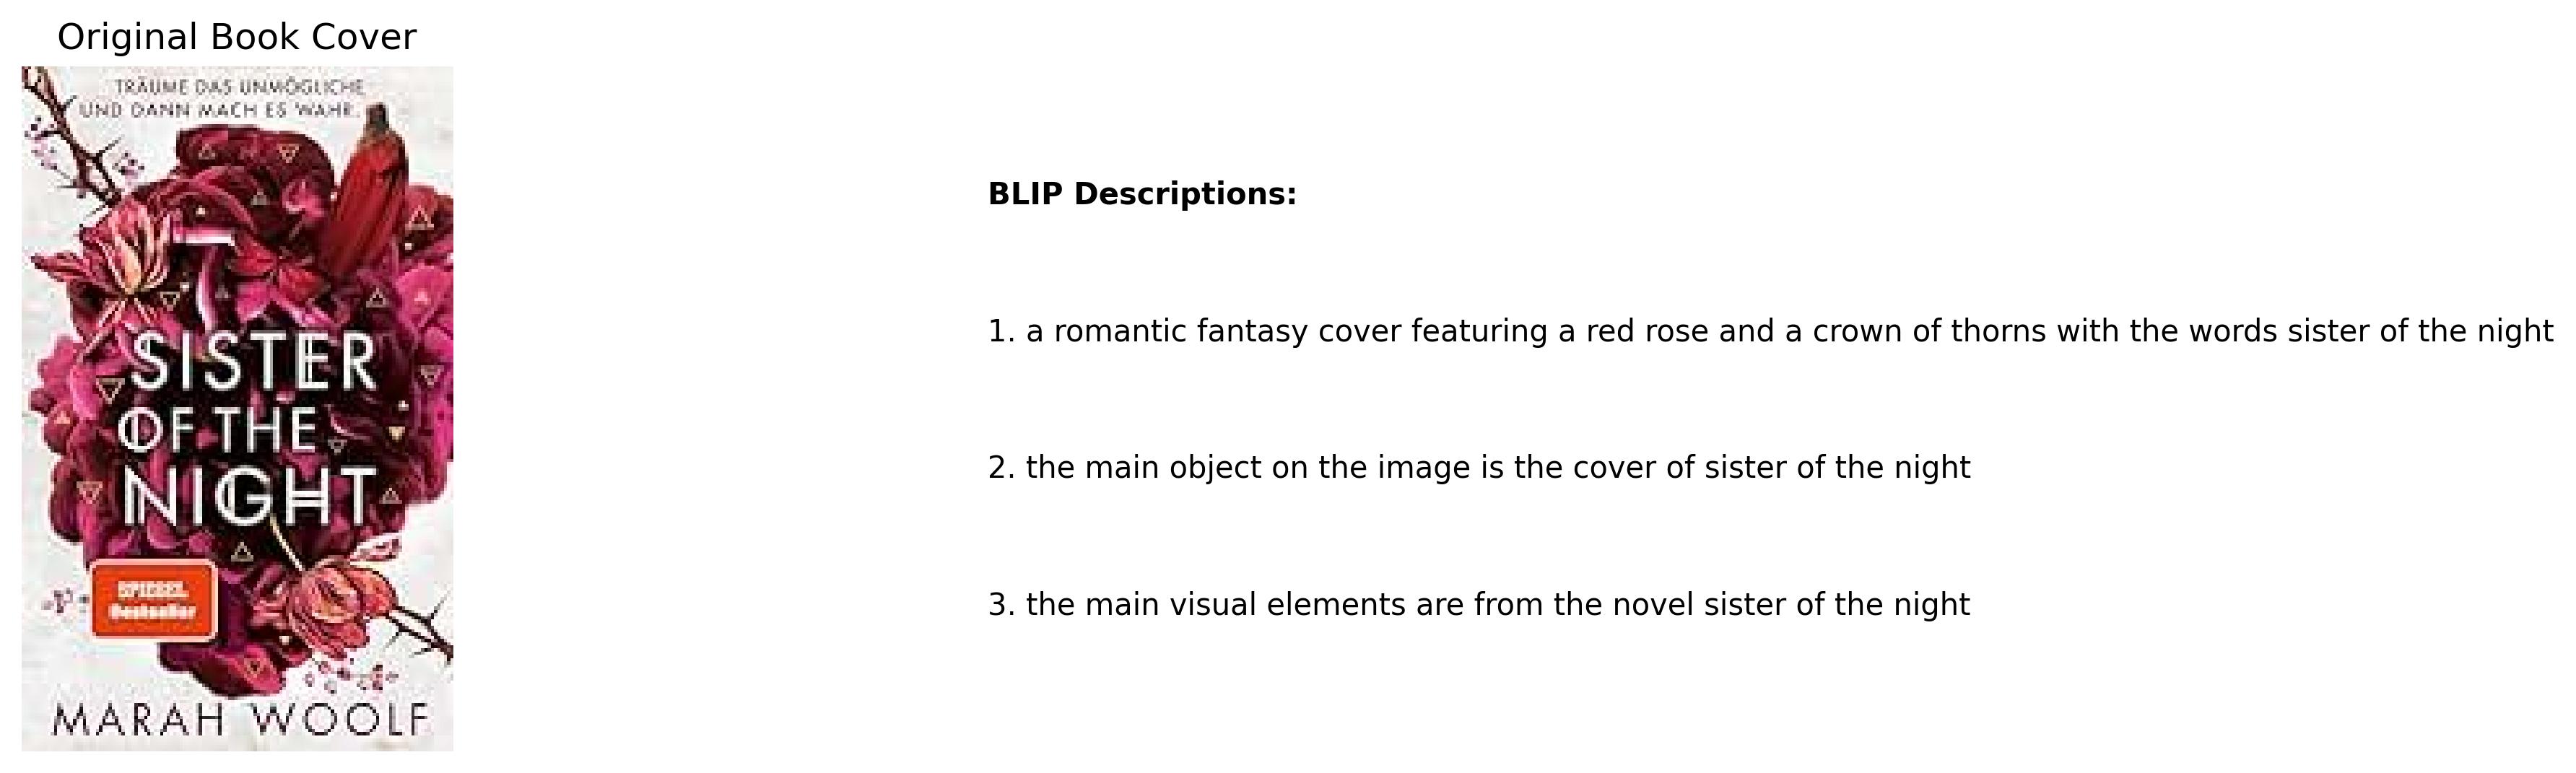 Original Book Cover
TRÄUME DAS UNMÖGLICHE
UND DANN MACH ES WAHR.
SISTER
OF THE
NIGHT
SPIEGEL
Bestseller
MARAH WOOLF
BLIP Descriptions:
1. a romantic fantasy cover featuring a red rose and a crown of thorns with the words sister of the night
2. the main object on the image is the cover of sister of the night
3. the main visual elements are from the novel sister of the night